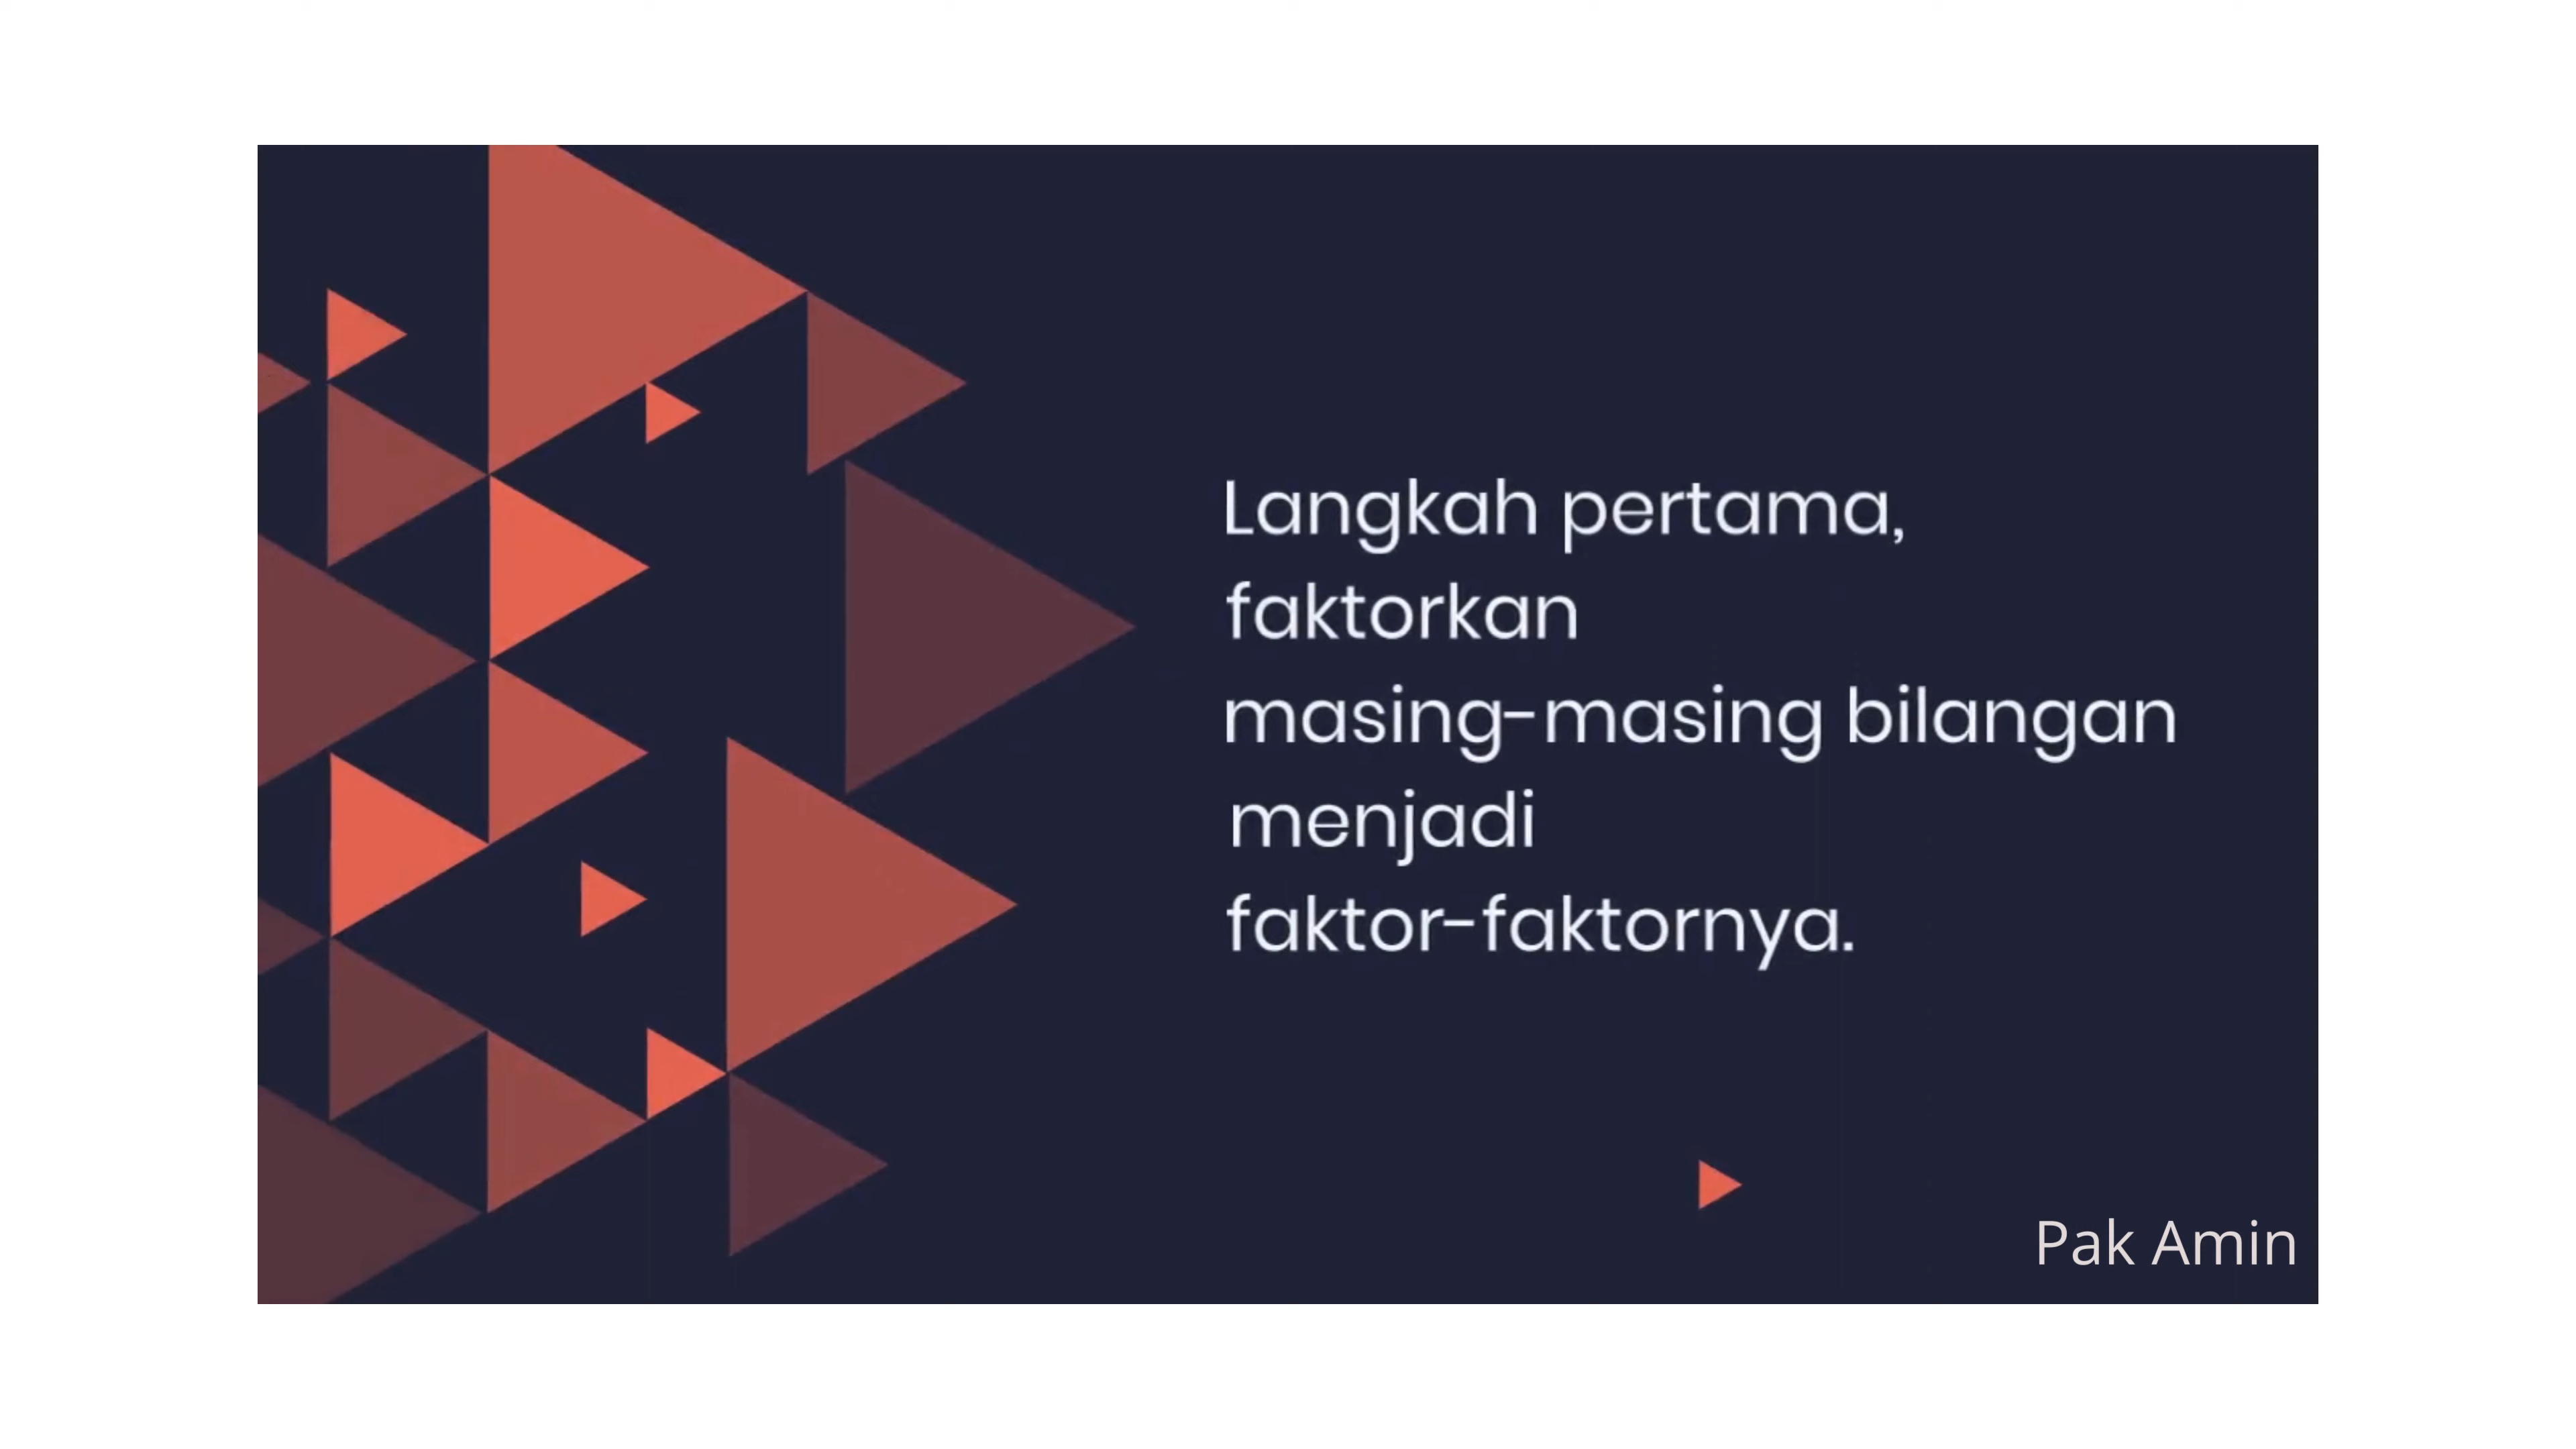 Langkah pertama,
faktorkan
masing-masing bilangan
menjadi
faktor-faktornya.
Pak Amin